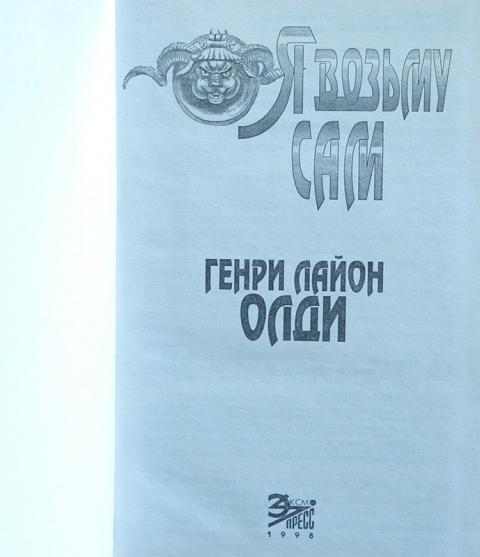 Я ВОЗЬМУ
САМ
ГЕНРИ ЛАЙОН
ОЛДИ
ЭКСМО
ПРЕСС
1998